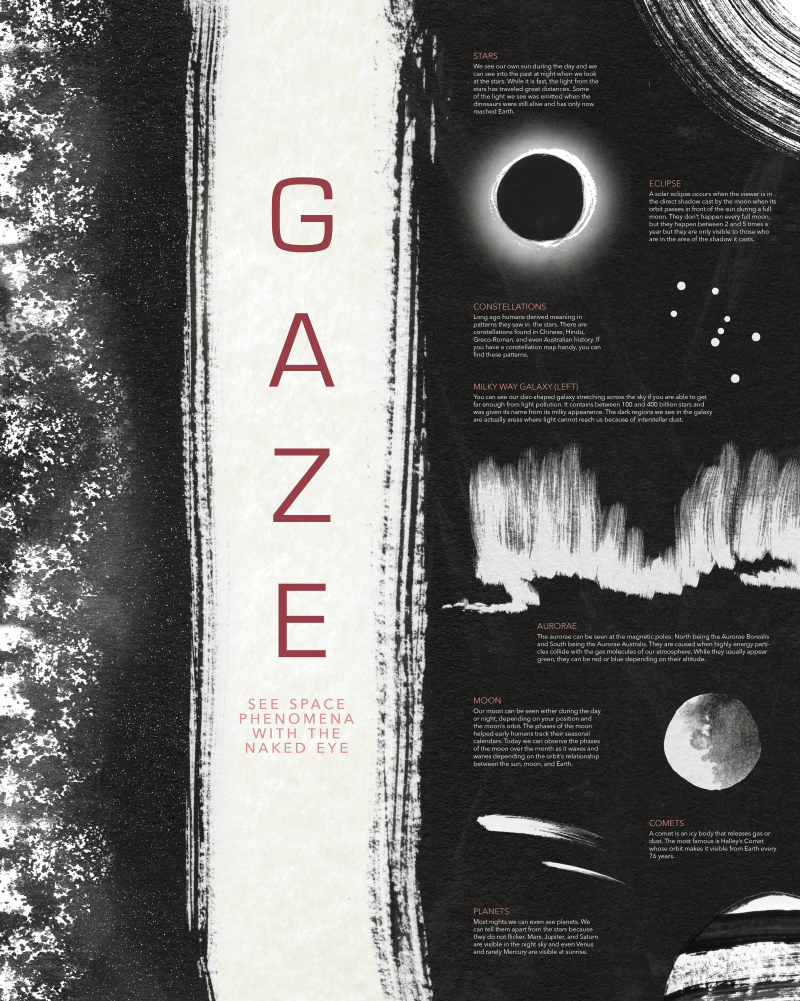 G
A
Z
E
SEE SPACE
PHENOMENA
WITH THE
NAKED EYE
STARS
We see our own sun during the day and we
can see into the past at night when we look
at the stars. While it is fast, the light from the
stars has traveled great distances. Some
of the light we see was emitted when the
dinosaurs were still alive and has only now
reached Earth.
ECLIPSE
A solar eclipse occurs when the viewer is in
the direct shadow cast by the moon when its
orbit passes in front of the sun during a full
moon. They don't happen every full moon,
but they happen between 2 and 5 times a
year but they are only visible to those who
are in the area of the shadow it casts.
CONSTELLATIONS
Long ago humans derived meaning in
patterns they saw in the stars. There are
constellations found in Chinese, Hindu,
Greco-Roman, and even Australian history. If
you have a constellation map handy, you can
find these patterns.
MILKY WAY GALAXY (LEFT)
You can see our disc-shaped galaxy stretching across the sky if you are able to get
far enough from light pollution. It contains between 100 and 400 billion stars and
was given its name from its milky appearance. The dark regions we see in the galaxy
are actually areas where light cannot reach us because of interstellar dust.
AURORAE
The aurorae can be seen at the magnetic poles: North being the Aurorae Borealis
and South being the Aurorae Australis. They are caused when highly energy parti-
cles collide with the gas molecules of our atmosphere. While they usually appear
green, they can be red or blue depending on their altitude.
MOON
Our moon can be seen either during the day
or night, depending on your position and
the moon's orbit. The phases of the moon
helped early humans track their seasonal
calendars. Today we can observe the phases
of the moon over the month as it waxes and
wanes depending on the orbit's relationship
between the sun, moon, and Earth.
COMETS
A comet is an icy body that releases gas or
dust. The most famous is Halley's Comet
whose orbit makes it visible from Earth every
76 years.
PLANETS
Most nights we can even see planets. We
can tell them apart from the stars because
they do not flicker. Mars, Jupiter, and Saturn
are visible in the night sky and even Venus
and rarely Mercury are visible at sunrise.